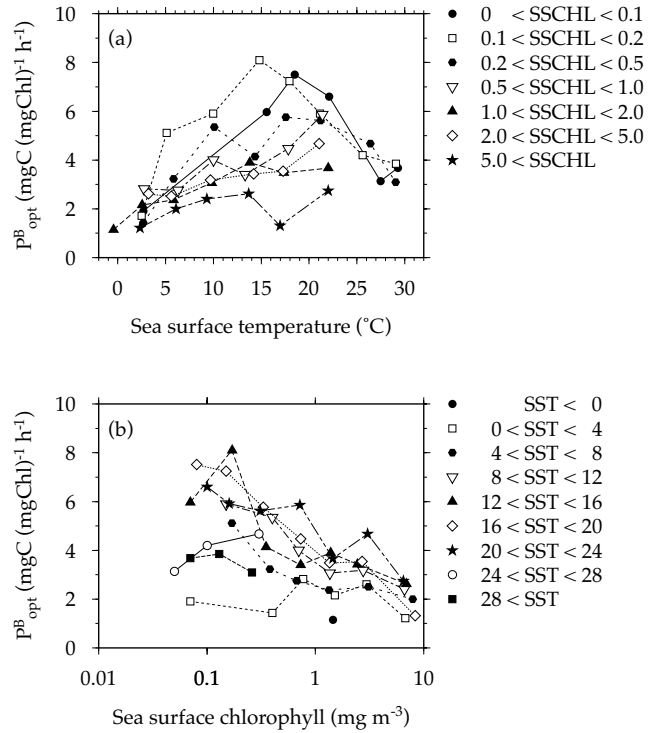 10
8
6
4
2
0
P^B_opt (mgC (mgChl)^-1 h^-1)
(a)
0 5 10 15 20 25 30
Sea surface temperature (˚C)
0 < SSCHL < 0.1
0.1 < SSCHL < 0.2
0.2 < SSCHL < 0.5
0.5 < SSCHL < 1.0
1.0 < SSCHL < 2.0
2.0 < SSCHL < 5.0
5.0 < SSCHL
10
8
6
4
2
0
P^B_opt (mgC (mgChl)^-1 h^-1)
(b)
0.01 0.1 1 10
Sea surface chlorophyll (mg m^-3)
SST < 0
0 < SST < 4
4 < SST < 8
8 < SST < 12
12 < SST < 16
16 < SST < 20
20 < SST < 24
24 < SST < 28
28 < SST